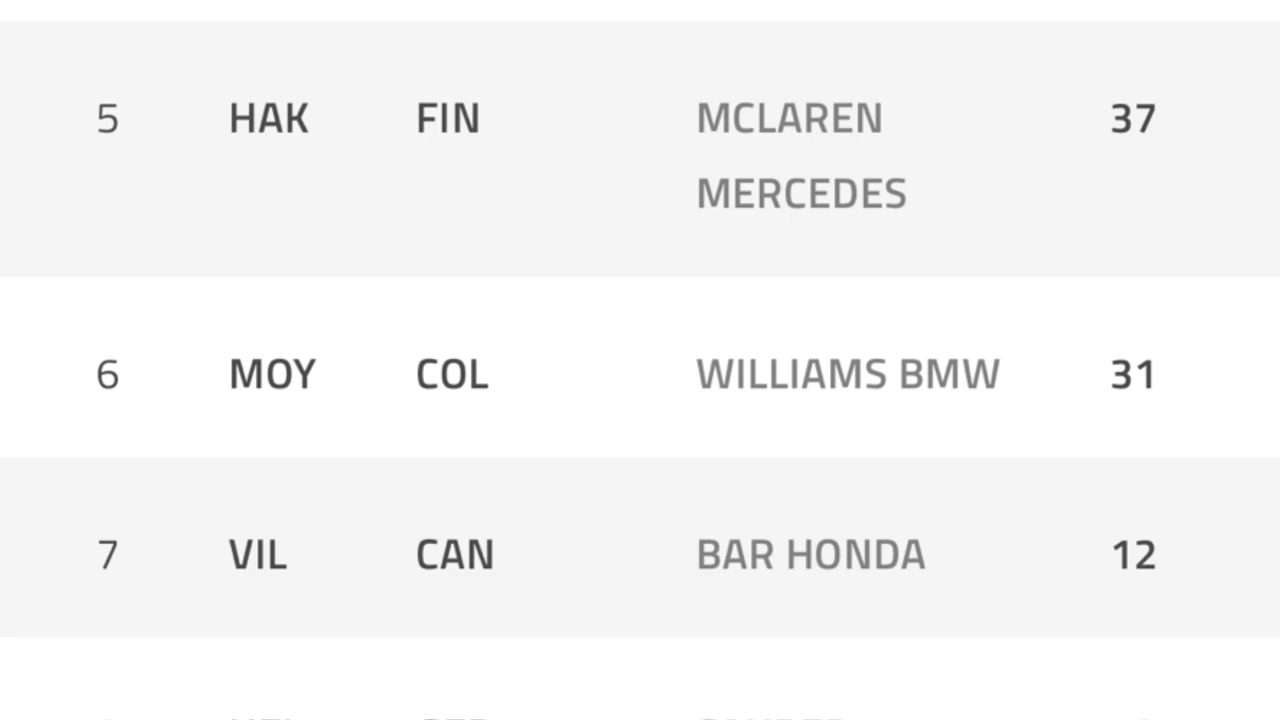 5 HAK FIN MCLAREN 37
MERCEDES
6 MOY COL WILLIAMS BMW 31
7 VIL CAN BAR HONDA 12